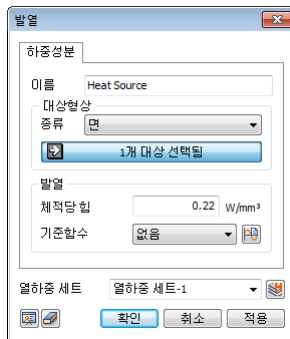 발열
하중성분
이름 Heat Source
대상형상
종류 면
1개 대상 선택됨
발열
체적당 힘 0.22 W/mm³
기준함수 없음
열하중 세트 열하중 세트-1
확인 취소 적용